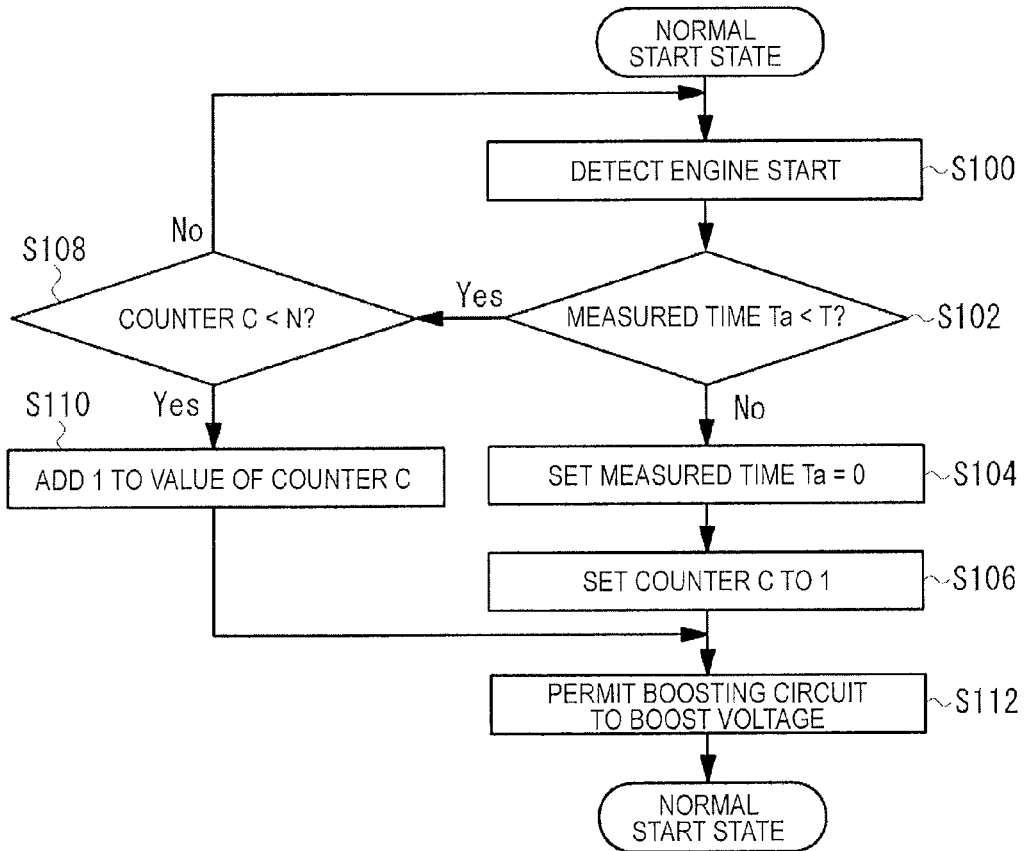 NORMAL
START STATE
DETECT ENGINE START
S100
No
S108
COUNTER C < N?
Yes
MEASURED TIME Ta < T?
S102
S110
Yes
No
ADD 1 TO VALUE OF COUNTER C
SET MEASURED TIME Ta = 0
S104
SET COUNTER C TO 1
S106
PERMIT BOOSTING CIRCUIT
TO BOOST VOLTAGE
S112
NORMAL
START STATE